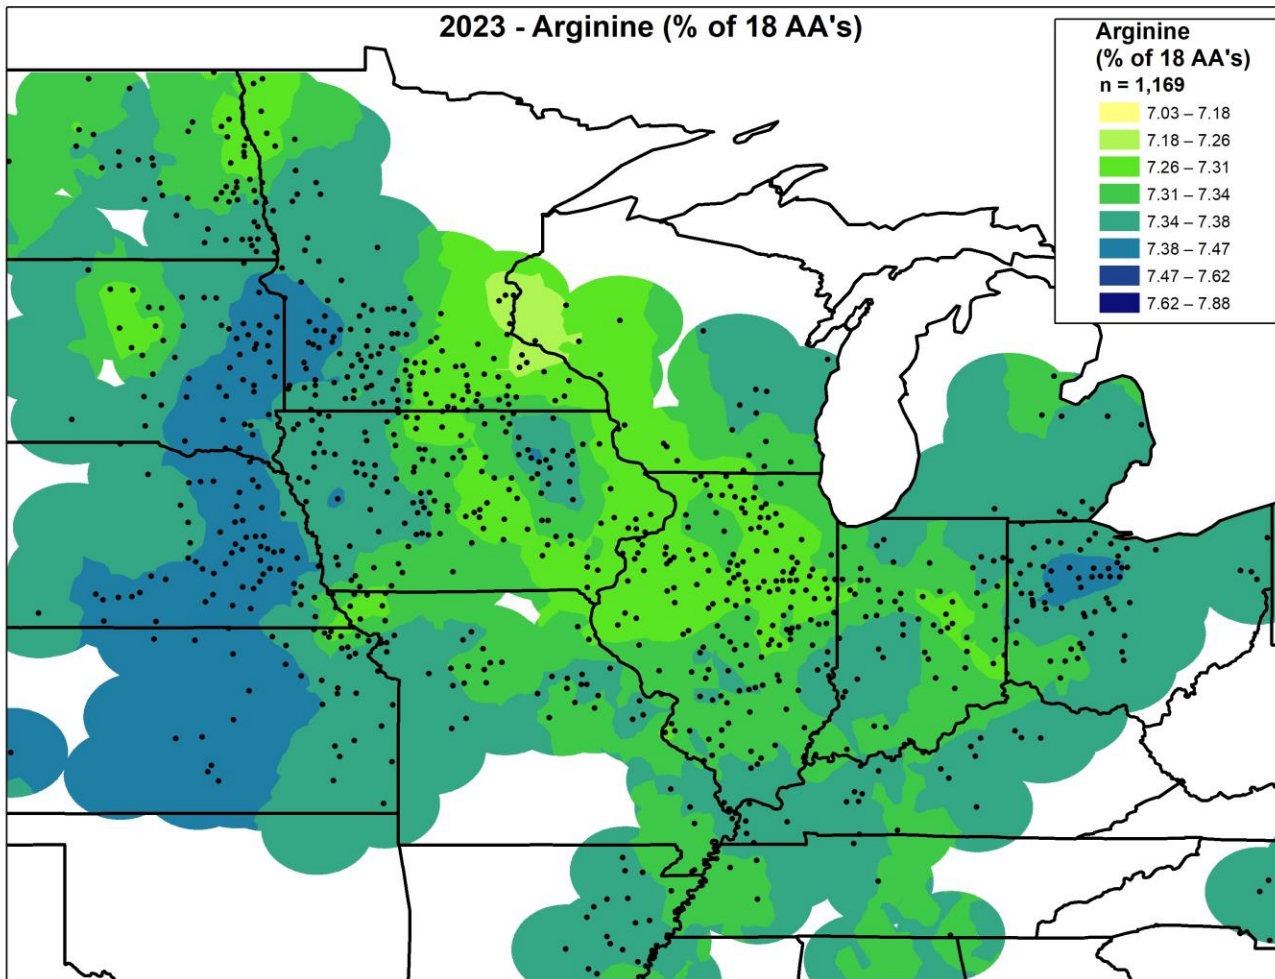 2023 - Arginine (% of 18 AA's)
Arginine
(% of 18 AA's)
n = 1,169
7.03 – 7.18
7.18 – 7.26
7.26 – 7.31
7.31 – 7.34
7.34 – 7.38
7.38 – 7.47
7.47 – 7.62
7.62 – 7.88